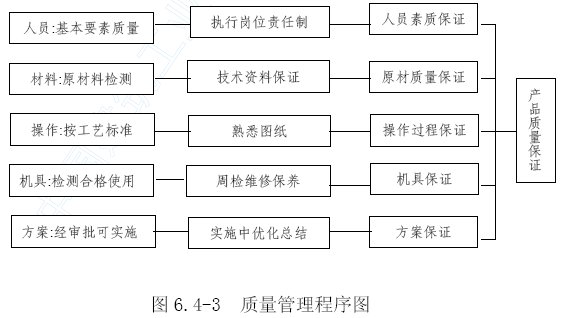 人员:基本要素质量
执行岗位责任制
人员素质保证
材料:原材料检测
技术资料保证
原材质量保证
操作:按工艺标准
熟悉图纸
操作过程保证
机具:检测合格使用
周检维修保养
机具保证
方案:经审批可实施
实施中优化总结
方案保证
产品质量保证
图 6.4-3 质量管理程序图